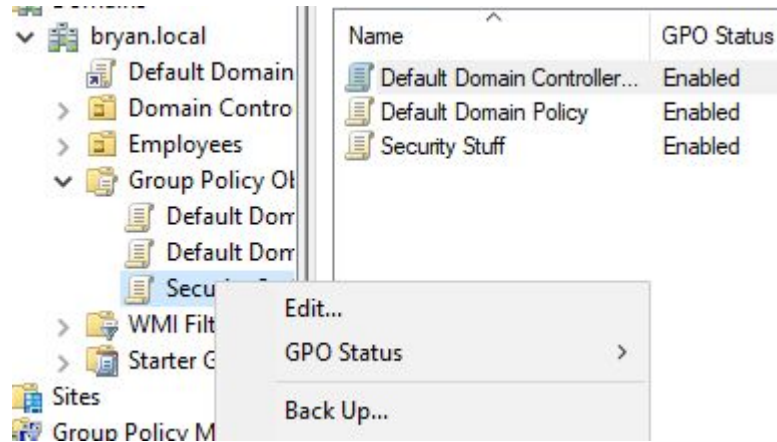 bryan.local
Default Domain
Domain Contro
Employees
Group Policy Ob
Default Dom
Default Dom
Secu
WMI Filt
Starter G
Sites
Group Policy M
Name GPO Status
Default Domain Controller... Enabled
Default Domain Policy Enabled
Security Stuff Enabled
Edit...
GPO Status
Back Up...